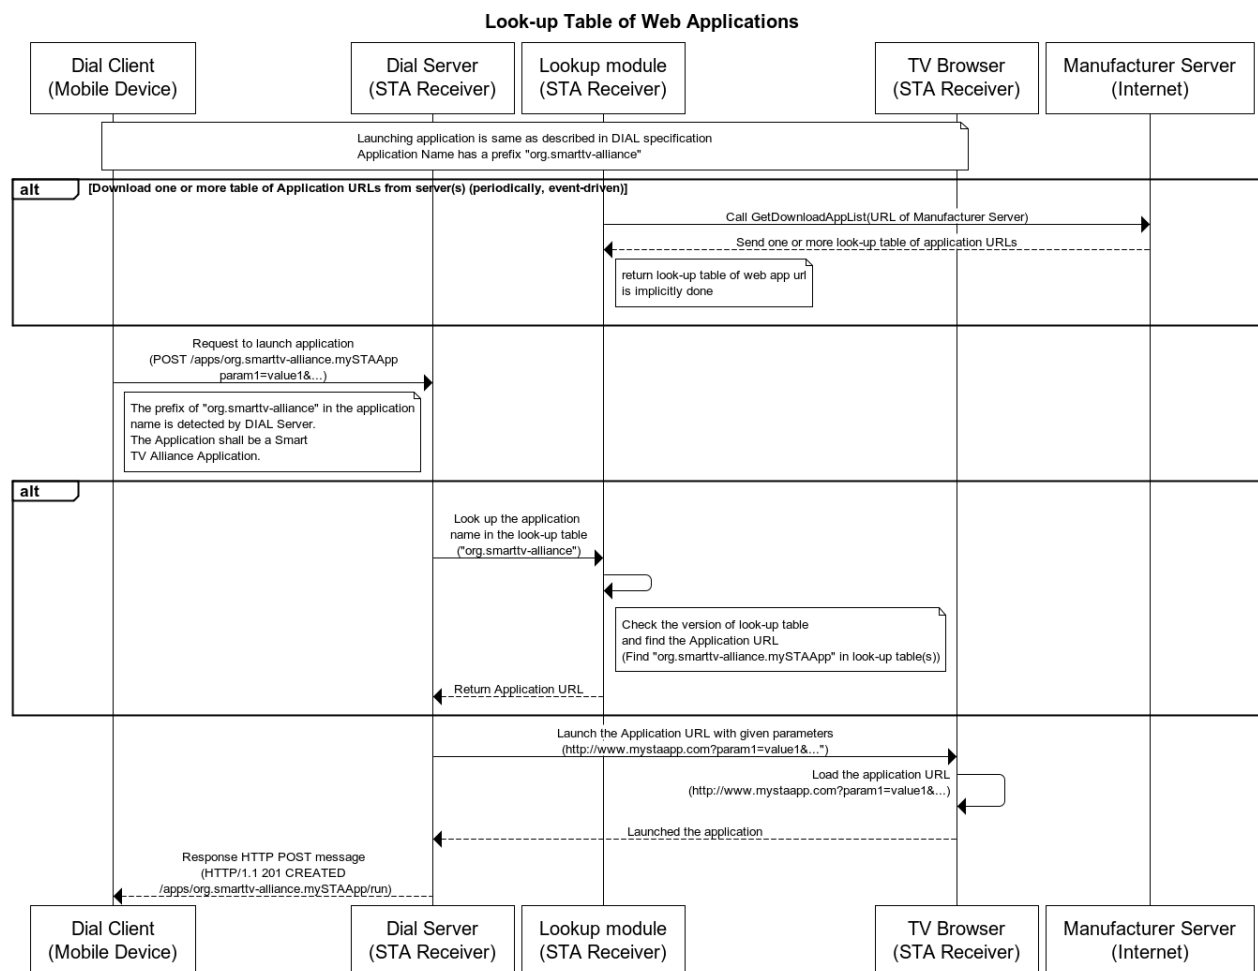 Look-up Table of Web Applications
Dial Client
(Mobile Device)
Dial Server
(STA Receiver)
Lookup module
(STA Receiver)
TV Browser
(STA Receiver)
Manufacturer Server
(Internet)
Launching application is same as described in DIAL specification
Application Name has a prefix "org.smarttv-alliance"
alt
[Download one or more table of Application URLs from server(s) (periodically, event-driven)]
Call GetDownloadAppList(URL of Manufacturer Server)
Send one or more look-up table of application URLs
return look-up table of web app url
is implicitly done
Request to launch application
(POST /apps/org.smarttv-alliance.mySTAApp
param1=value1&...)
The prefix of "org.smarttv-alliance" in the application
name is detected by DIAL Server.
The Application shall be a Smart
TV Alliance Application.
alt
Look up the application
name in the look-up table
("org.smarttv-alliance")
Check the version of look-up table
and find the Application URL
(Find "org.smarttv-alliance.mySTAApp" in look-up table(s))
Return Application URL
Launch the Application URL with given parameters
(http://www.mystaapp.com?param1=value1&...")
Load the application URL
(http://www.mystaapp.com?param1=value1&...)
Launched the application
Response HTTP POST message
(HTTP/1.1 201 CREATED
/apps/org.smarttv-alliance.mySTAApp/run)
Dial Client
(Mobile Device)
Dial Server
(STA Receiver)
Lookup module
(STA Receiver)
TV Browser
(STA Receiver)
Manufacturer Server
(Internet)